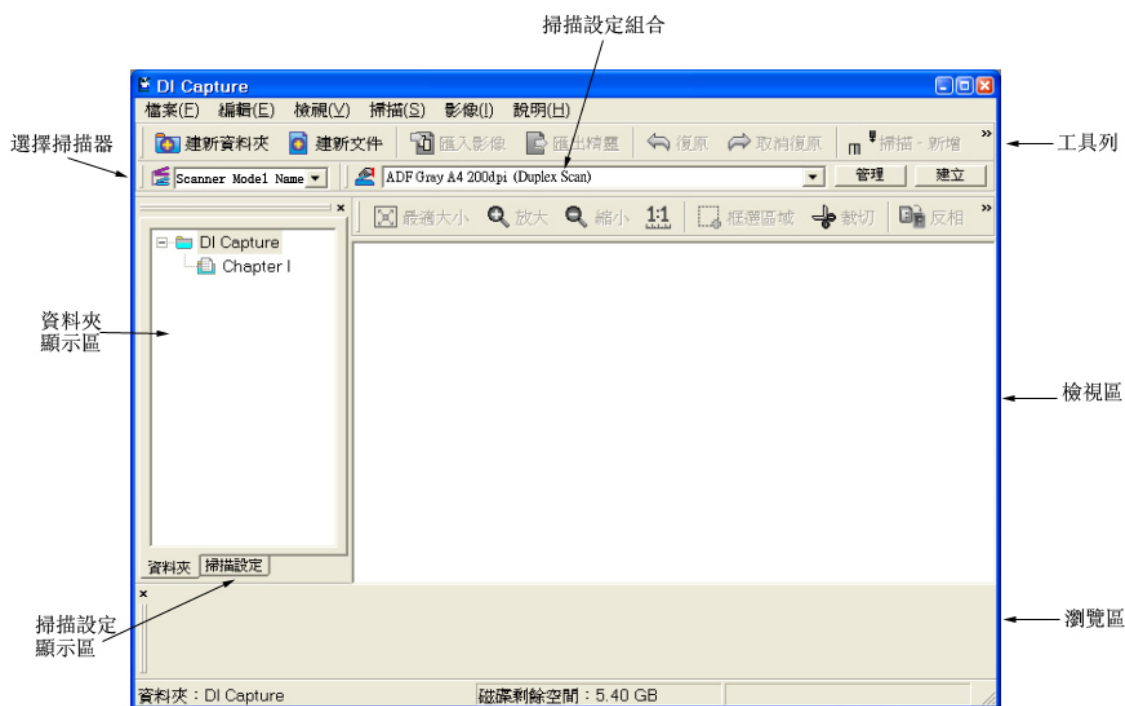 掃描設定組合
DI Capture
檔案(F) 編輯(E) 檢視(V) 掃描(S) 影像(I) 說明(H)
選擇掃描器
建新資料夾 建新文件 匯入影像 匯出精靈 復原 取消復原 m 掃描 - 新增 »
工具列
Scanner Model Name ADF Gray A4 200dpi (Duplex Scan) 管理 建立
x 最適大小 放大 縮小 1:1 框選區域 裁切 反相 »
DI Capture
Chapter I
資料夾
顯示區
檢視區
資料夾 掃描設定
x
掃描設定
顯示區
瀏覽區
資料夾：DI Capture 磁碟剩餘空間：5.40 GB